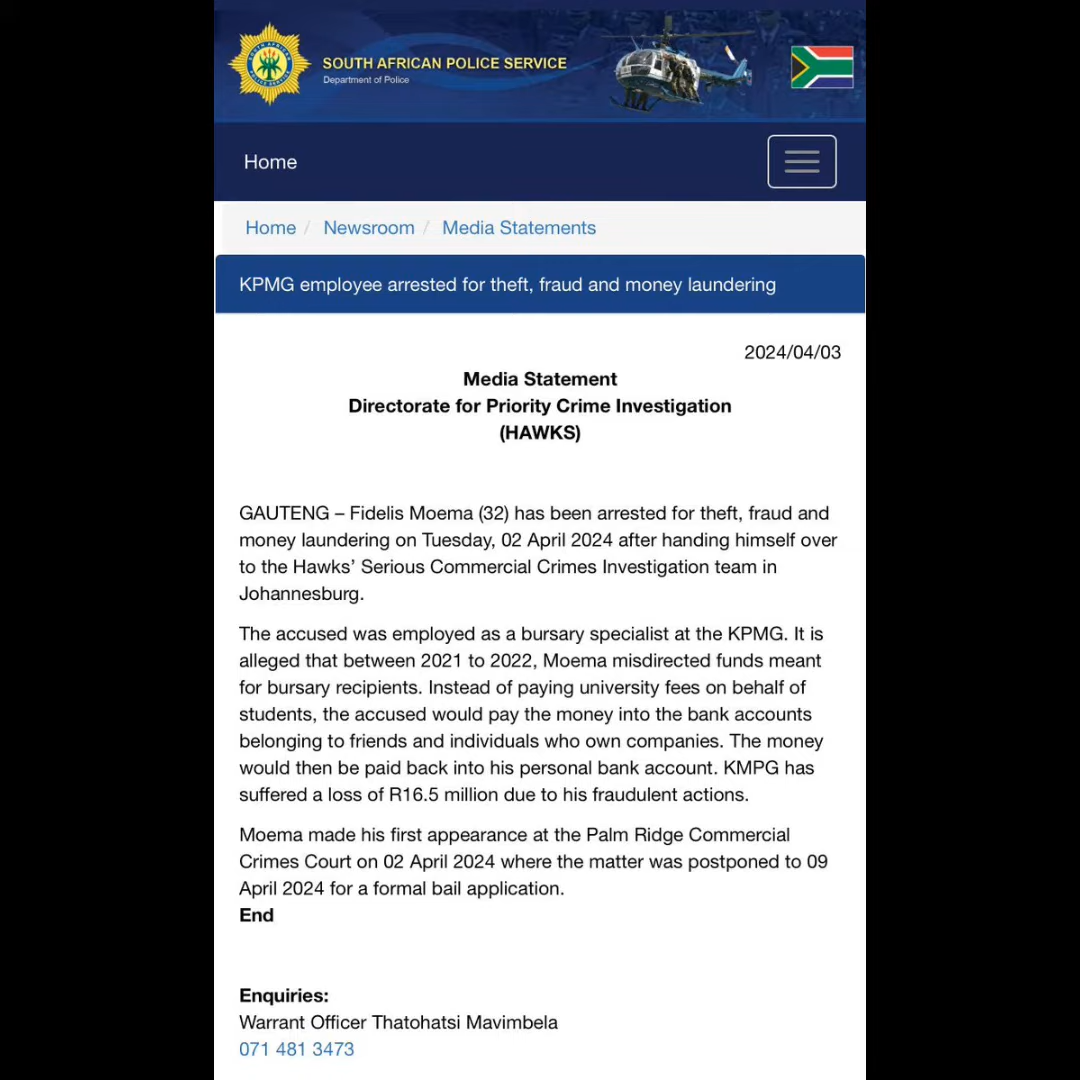 SOUTH AFRICAN POLICE SERVICE
Department of Police
Home
Home / Newsroom / Media Statements
KPMG employee arrested for theft, fraud and money laundering
2024/04/03
Media Statement
Directorate for Priority Crime Investigation
(HAWKS)
GAUTENG – Fidelis Moema (32) has been arrested for theft, fraud and
money laundering on Tuesday, 02 April 2024 after handing himself over
to the Hawks’ Serious Commercial Crimes Investigation team in
Johannesburg.
The accused was employed as a bursary specialist at the KPMG. It is
alleged that between 2021 to 2022, Moema misdirected funds meant
for bursary recipients. Instead of paying university fees on behalf of
students, the accused would pay the money into the bank accounts
belonging to friends and individuals who own companies. The money
would then be paid back into his personal bank account. KMPG has
suffered a loss of R16.5 million due to his fraudulent actions.
Moema made his first appearance at the Palm Ridge Commercial
Crimes Court on 02 April 2024 where the matter was postponed to 09
April 2024 for a formal bail application.
End
Enquiries:
Warrant Officer Thatohatsi Mavimbela
071 481 3473